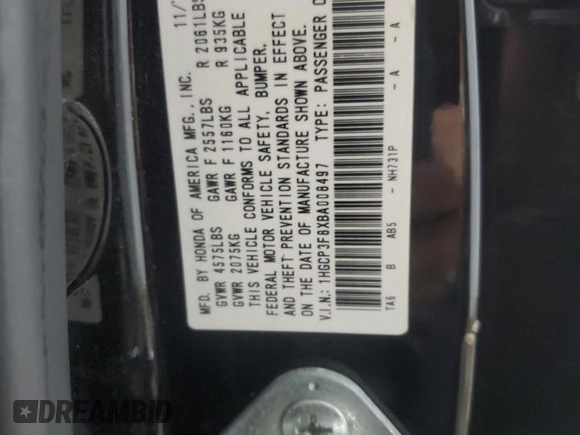 MFD. BY HONDA OF AMERICA MFG., INC. 11/
GVWR 4575LBS GAWR F 2557LBS R 2061LBS
GVWR 2075KG GAWR F 1160KG R 935KG
THIS VEHICLE CONFORMS TO ALL APPLICABLE
FEDERAL MOTOR VEHICLE SAFETY, BUMPER,
AND THEFT PREVENTION STANDARDS IN EFFECT
ON THE DATE OF MANUFACTURE SHOWN ABOVE.
V.I.N.: 1HGCP3F8XBA008497 TYPE: PASSENGER C
TA6 B AB5 - NH731P - A - A
DREAMBID